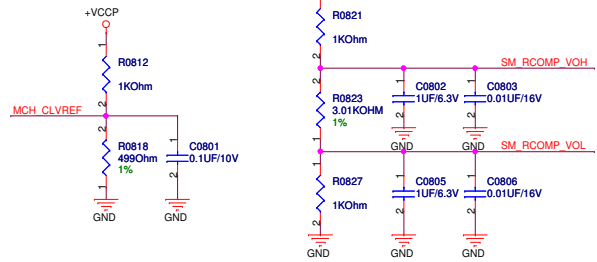 +VCCP
1
R0812
1KOhm
2
MCH_CLVREF
2
R0818
499Ohm
1%
1
1
C0801
0.1UF/10V
2
GND
GND
R0821
1KOhm
2
SM_RCOMP_VOH
2
R0823
3.01KOHM
1%
1
1
C0802
1UF/6.3V
2
GND
1
C0803
0.01UF/16V
2
GND
SM_RCOMP_VOL
2
R0827
1KOhm
1
1
C0805
1UF/6.3V
2
1
C0806
0.01UF/16V
2
GND
GND
GND